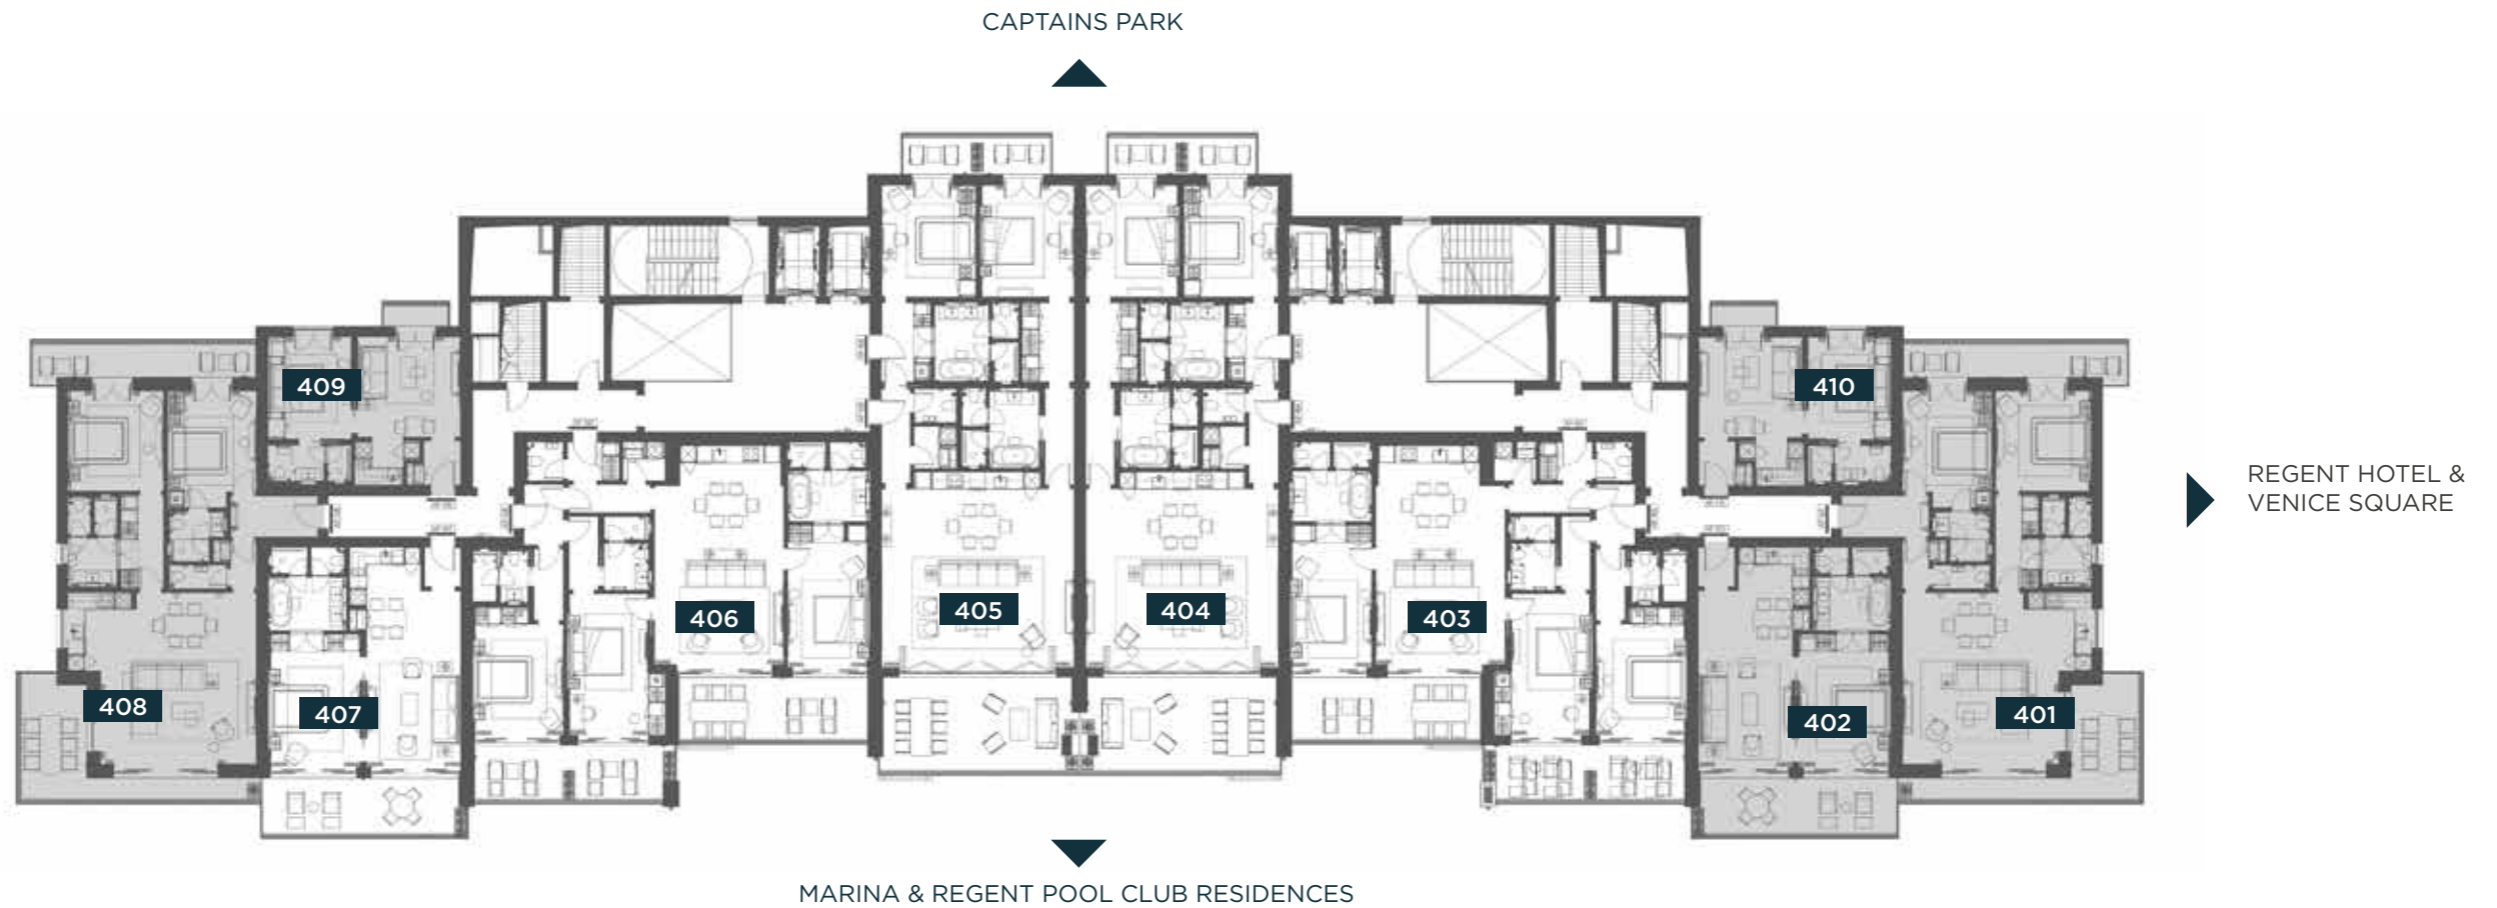 CAPTAINS PARK
409
410
REGENT HOTEL &
VENICE SQUARE
406
405
404
403
408
407
402
401
MARINA & REGENT POOL CLUB RESIDENCES